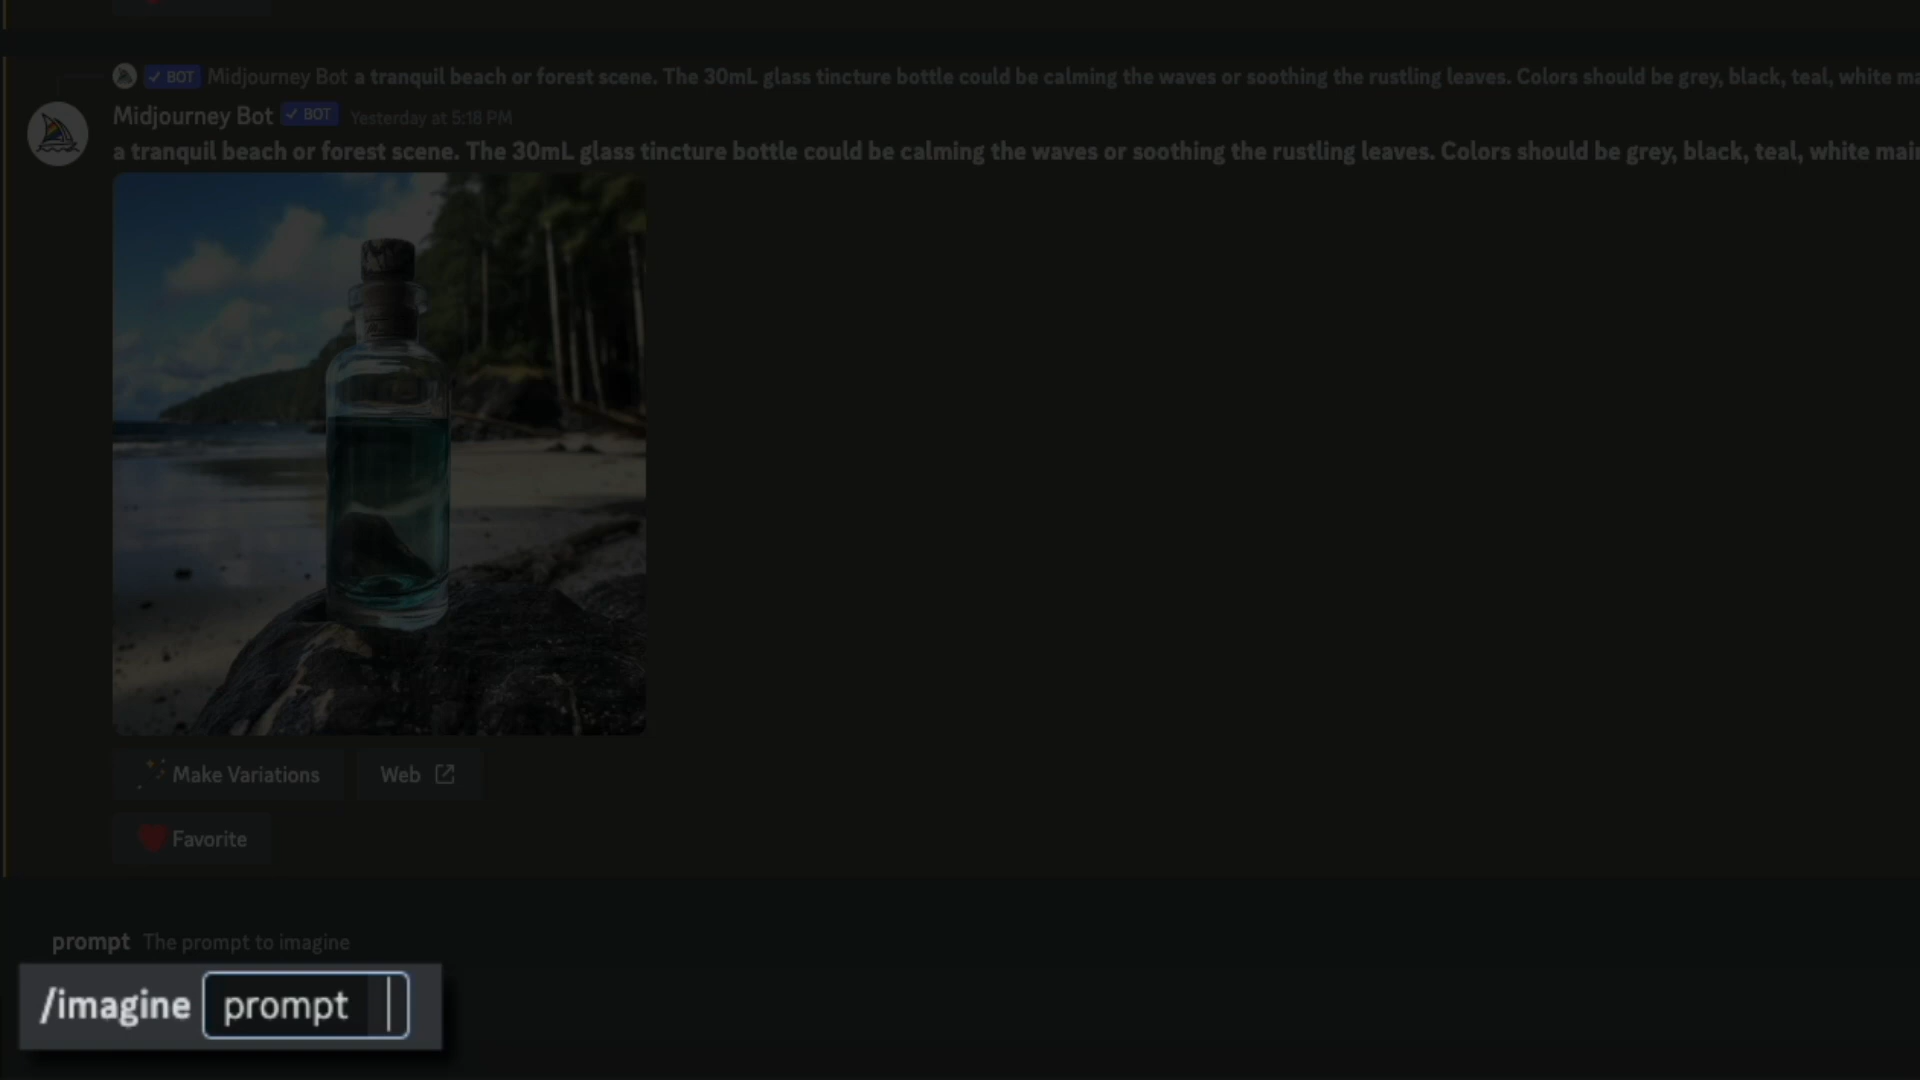 BOT Midjourney Bot a tranquil beach or forest scene. The 30mL glass tincture bottle could be calming the waves or soothing the rustling leaves. Colors should be grey, black, teal, white
Midjourney Bot BOT Yesterday at 5:18 PM
a tranquil beach or forest scene. The 30mL glass tincture bottle could be calming the waves or soothing the rustling leaves. Colors should be grey, black, teal, white
Make Variations Web
Favorite
prompt The prompt to imagine
/imagine prompt